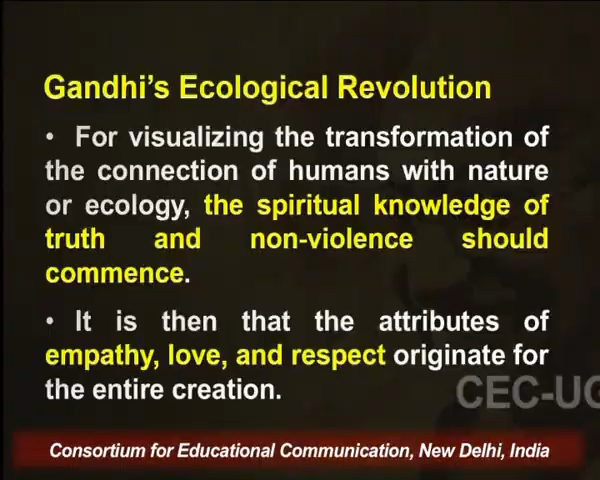 Gandhi's Ecological Revolution
• For visualizing the transformation of
the connection of humans with nature
or ecology, the spiritual knowledge of
truth and non-violence should
commence.
• It is then that the attributes of
empathy, love, and respect originate for
the entire creation.
CEC-UG
Consortium for Educational Communication, New Delhi, India